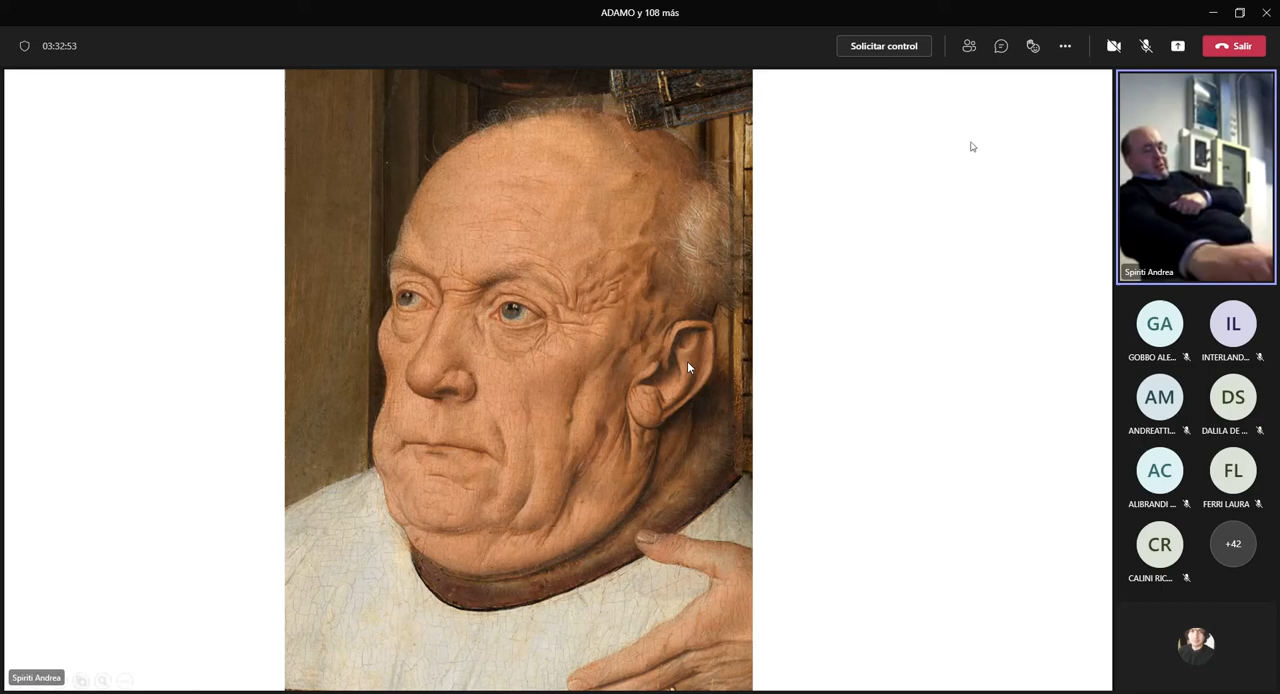 ADAMO y 108 más
03:32:53
Solicitar control
Salir
Spiriti Andrea
GA
IL
GOBBO ALE...
INTERLAND...
AM
DS
ANDREATTI...
DALILA DE ...
AC
FL
ALIBRANDI ...
FERRI LAURA
CR
+42
CALINI RIC...
Spiriti Andrea